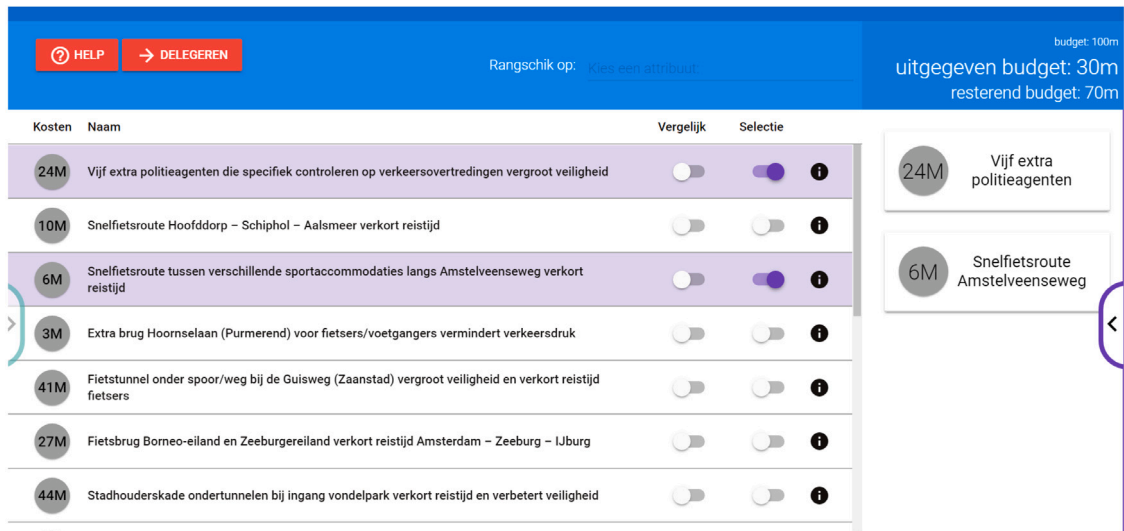 HELP
DELEGEREN
Rangschik op:
Kies een attribuut:
budget: 100m
uitgegeven budget: 30m
resterend budget: 70m
Kosten Naam Vergelijk Selectie
24M Vijf extra politieagenten die specifiek controleren op verkeersovertredingen vergroot veiligheid
10M Snelfietsroute Hoofddorp – Schiphol – Aalsmeer verkort reistijd
6M Snelfietsroute tussen verschillende sportaccommodaties langs Amstelveenseweg verkort
reistijd
3M Extra brug Hoornselaan (Purmerend) voor fietsers/voetgangers vermindert verkeersdruk
41M Fietstunnel onder spoor/weg bij de Guisweg (Zaanstad) vergroot veiligheid en verkort reistijd
fietsers
27M Fietsbrug Borneo-eiland en Zeeburgereiland verkort reistijd Amsterdam – Zeeburg – IJburg
44M Stadhouderskade ondertunnelen bij ingang vondelpark verkort reistijd en verbetert veiligheid
24M Vijf extra
politieagenten
6M Snelfietsroute
Amstelveenseweg